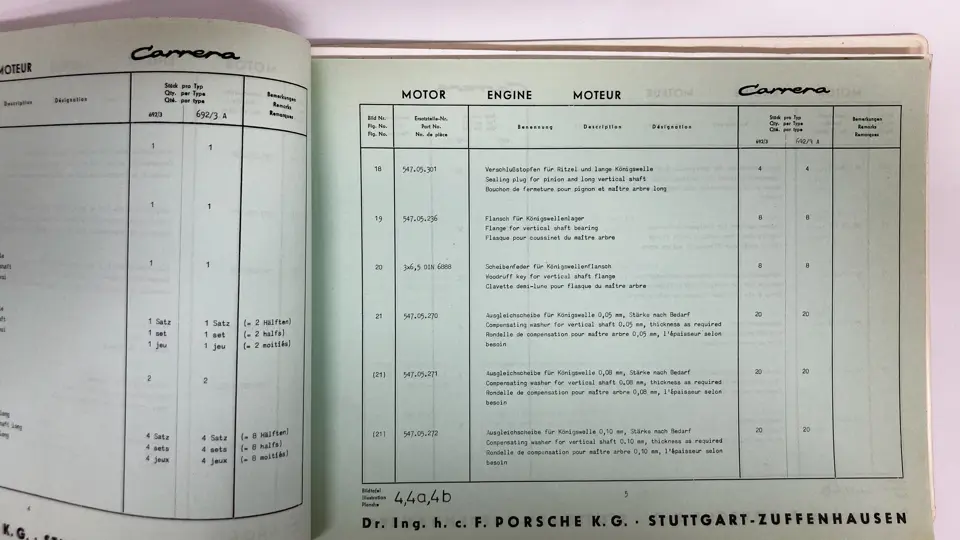 Carrera
MOTEUR
Description Désignation
Stück pro Typ
Qty. per Type
Qté. per type
692/3 692/3 A
Bemerkungen
Remarks
Remarques
1 1
1 1
1 1
1 Satz 1 Satz (= 2 Hälften)
1 set 1 set (= 2 halfs)
1 jeu 1 jeu (= 2 moitiés)
2 2
4 Satz 4 Satz (= 8 Hälften)
4 sets 4 sets (= 8 halfs)
4 jeux 4 jeux (= 8 moitiés)
4
K.G.
MOTOR ENGINE MOTEUR Carrera
Bild Nr.
Fig. No.
Fig. No.
Ersatzteile-Nr.
Part No.
No. de pièce
Benennung Description Désignation
Stück pro Typ
Qty. per Type
Qté. per type
692/3 692/3 A
Bemerkungen
Remarks
Remarques
18 547.05.301 Verschlußstopfen für Ritzel und lange Königswelle 4 4
Sealing plug for pinion and long vertical shaft
Bouchon de fermeture pour pignon et maître arbre long
19 547.05.236 Flansch für Königswellenlager 8 8
Flange for vertical shaft bearing
Flasque pour coussinet du maître arbre
20 3x6,5 DIN 6888 Scheibenfeder für Königswellenflansch 8 8
Woodruff key for vertical shaft flange
Clavette demi-lune pour flasque du maître arbre
21 547.05.270 Ausgleichscheibe für Königswelle 0,05 mm, Stärke nach Bedarf 20 20
Compensating washer for vertical shaft 0.05 mm, thickness as required
Rondelle de compensation pour maître arbre 0,05 mm, l'épaisseur selon
besoin
(21) 547.05.271 Ausgleichscheibe für Königswelle 0,08 mm, Stärke nach Bedarf 20 20
Compensating washer for vertical shaft 0.08 mm, thickness as required
Rondelle de compensation pour maître arbre 0,08 mm, l'épaisseur selon
besoin
(21) 547.05.272 Ausgleichscheibe für Königswelle 0,10 mm, Stärke nach Bedarf 20 20
Compensating washer for vertical shaft 0.10 mm, thickness as required
Rondelle de compensation pour maître arbre 0,10 mm, l'épaisseur selon
besoin
Bildtafel
Illustration
Planche
4,4a,4b
5
Dr. Ing. h. c. F. PORSCHE K.G. · STUTTGART-ZUFFENHAUSEN